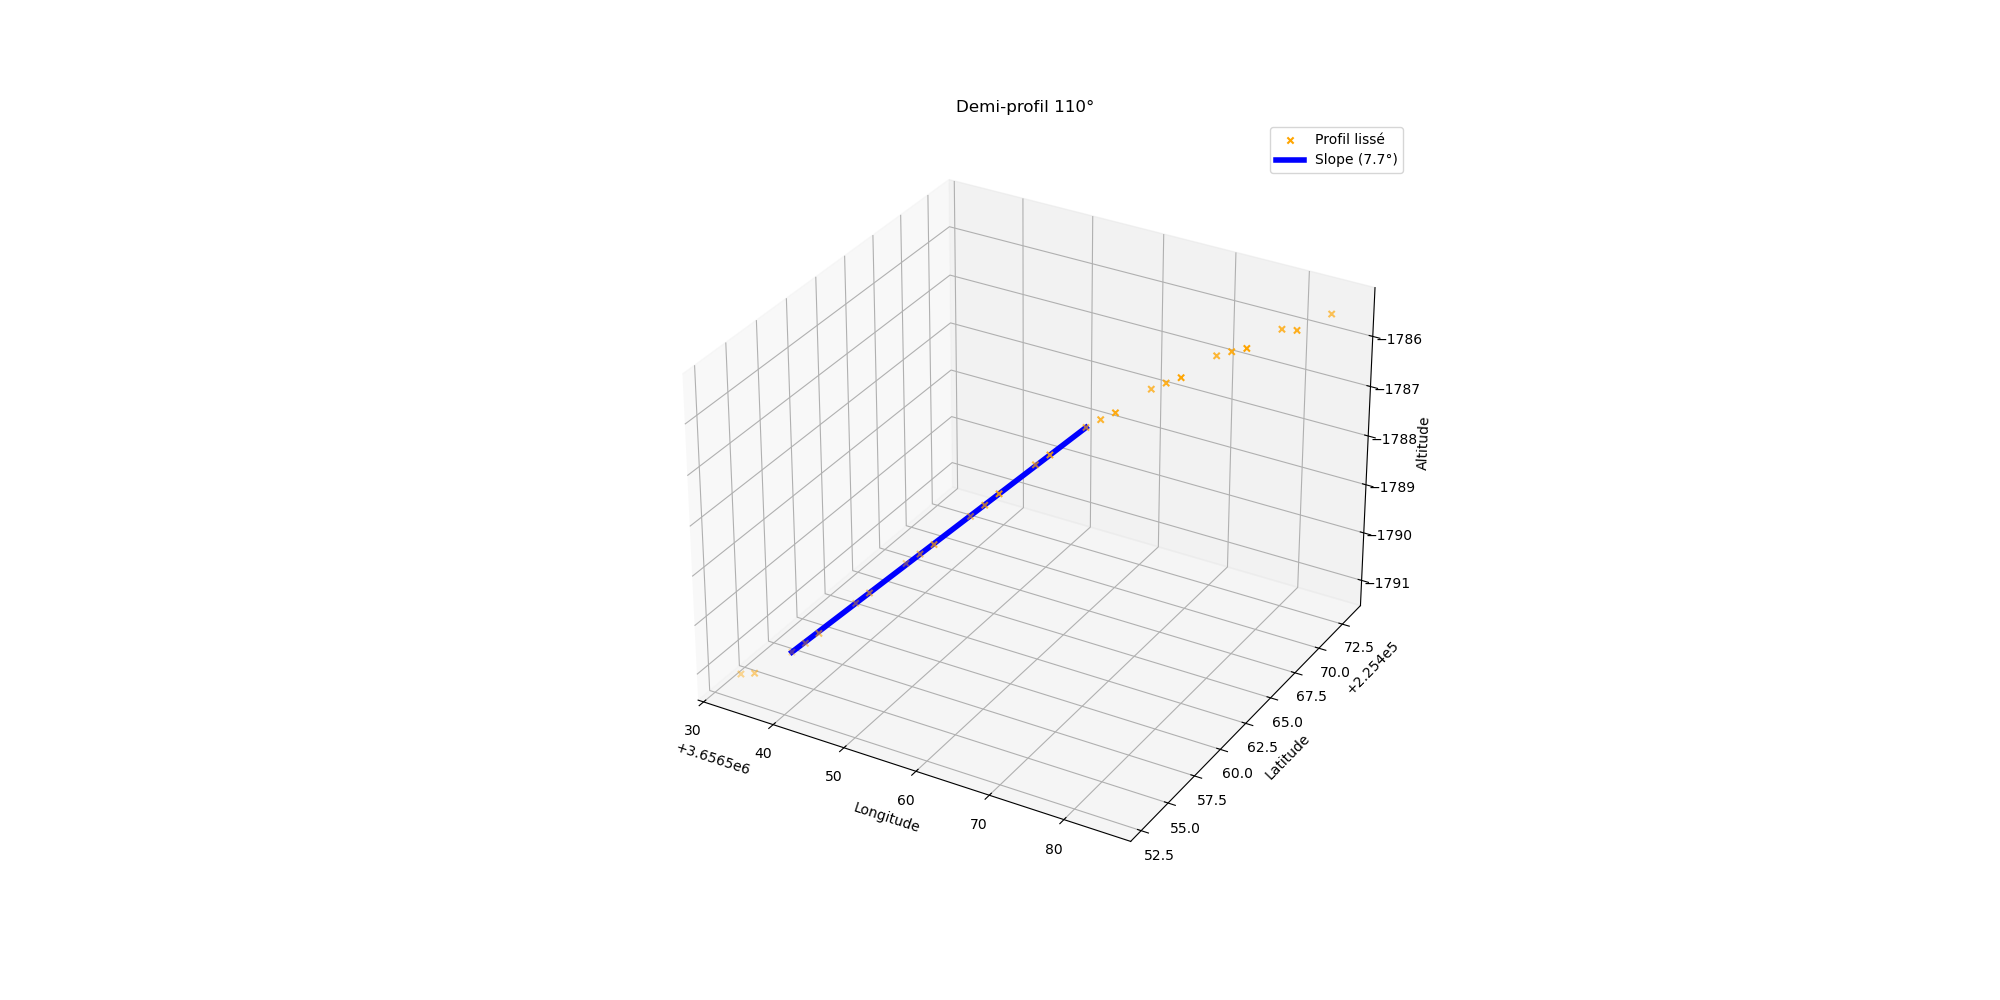 Demi-profil 110°
Profil lissé
Slope (7.7°)
−1786
−1787
−1788
−1789
−1790
−1791
Altitude
72.5
70.0
67.5
65.0
62.5
60.0
57.5
55.0
52.5
+2.254e5
Latitude
30
40
50
60
70
80
+3.6565e6
Longitude